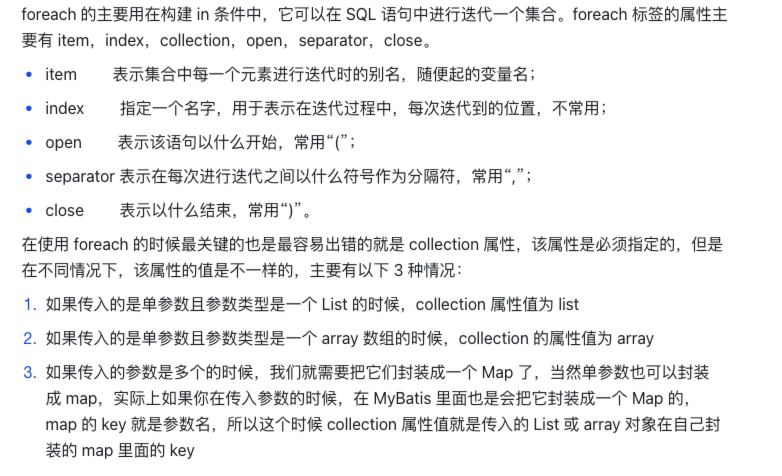 foreach 的主要用在构建 in 条件中，它可以在 SQL 语句中进行迭代一个集合。foreach 标签的属性主
要有 item，index，collection，open，separator，close。
• item 表示集合中每一个元素进行迭代时的别名，随便起的变量名；
• index 指定一个名字，用于表示在迭代过程中，每次迭代到的位置，不常用；
• open 表示该语句以什么开始，常用“(”；
• separator 表示在每次进行迭代之间以什么符号作为分隔符，常用“,”；
• close 表示以什么结束，常用“)”。
在使用 foreach 的时候最关键的也是最容易出错的就是 collection 属性，该属性是必须指定的，但是
在不同情况下，该属性的值是不一样的，主要有以下 3 种情况：
1. 如果传入的是单参数且参数类型是一个 List 的时候，collection 属性值为 list
2. 如果传入的是单参数且参数类型是一个 array 数组的时候，collection 的属性值为 array
3. 如果传入的参数是多个的时候，我们就需要把它们封装成一个 Map 了，当然单参数也可以封装
成 map，实际上如果你在传入参数的时候，在 MyBatis 里面也是会把它封装成一个 Map 的，
map 的 key 就是参数名，所以这个时候 collection 属性值就是传入的 List 或 array 对象在自己封
装的 map 里面的 key